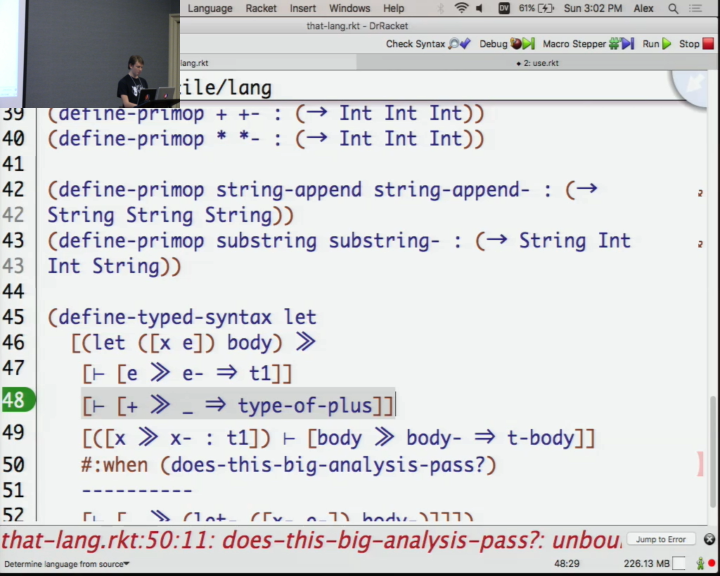 Language Racket Insert Windows Help 61% Sun 3:02 PM Alex
that-lang.rkt - DrRacket
Check Syntax Debug Macro Stepper Run Stop
lang.rkt • 2: use.rkt
ile/lang
39 (define-primop + +- : (→ Int Int Int))
40 (define-primop * *- : (→ Int Int Int))
41
42 (define-primop string-append string-append- : (→
42 String String String))
43 (define-primop substring substring- : (→ String Int
43 Int String))
44
45 (define-typed-syntax let
46 [(let ([x e]) body) ≫
47 [⊢ [e ≫ e- ⇒ t1]]
48 [⊢ [+ ≫ _ ⇒ type-of-plus]]
49 [([x ≫ x- : t1]) ⊢ [body ≫ body- ⇒ t-body]]
50 #:when (does-this-big-analysis-pass?)
51 ----------
52 [⊢ [_ ≫ (let- ([x- e-]) body-)]]])
that-lang.rkt:50:11: does-this-big-analysis-pass?: unbou
Jump to Error
Determine language from source 48:29 226.13 MB